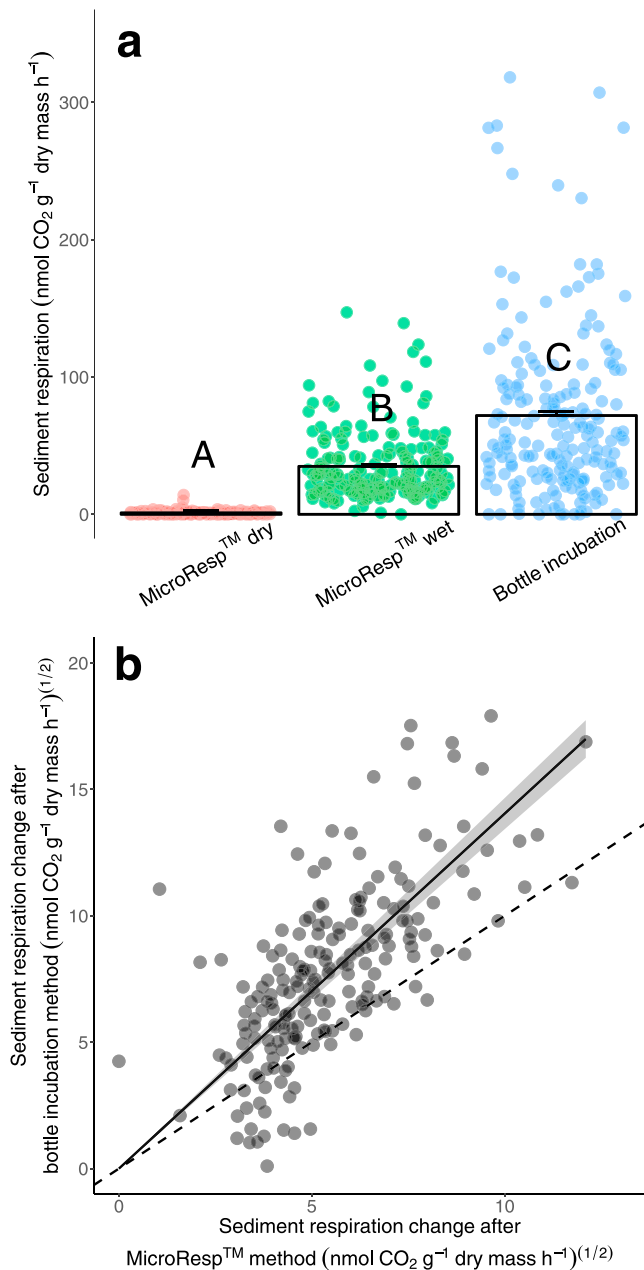 a
Sediment respiration (nmol CO₂ g⁻¹ dry mass h⁻¹)
300
200
100
0
A
B
C
MicroResp™ dry
MicroResp™ wet
Bottle incubation
b
Sediment respiration change after
bottle incubation method (nmol CO₂ g⁻¹ dry mass h⁻¹)⁽¹/²⁾
20
15
10
5
0
0 5 10
Sediment respiration change after
MicroResp™ method (nmol CO₂ g⁻¹ dry mass h⁻¹)⁽¹/²⁾